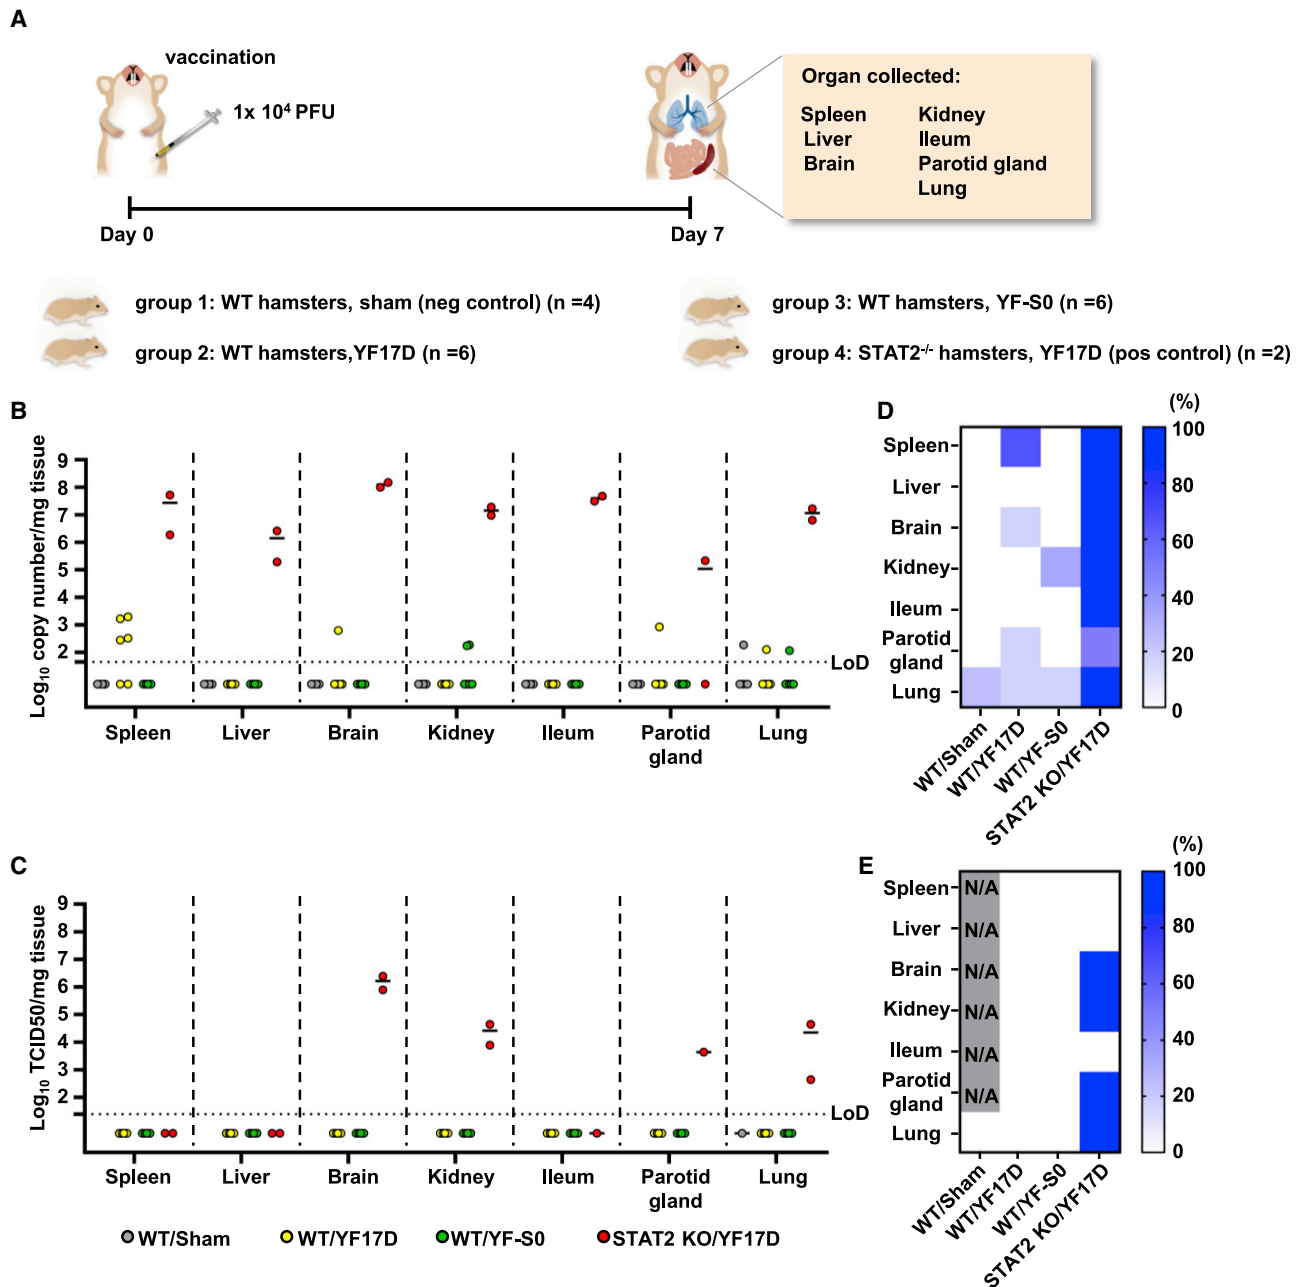 A
vaccination
1x 10⁴ PFU
Day 0
Day 7
Organ collected:
Spleen Kidney
Liver Ileum
Brain Parotid gland
Lung
group 1: WT hamsters, sham (neg control) (n =4)
group 2: WT hamsters,YF17D (n =6)
group 3: WT hamsters, YF-S0 (n =6)
group 4: STAT2-/- hamsters, YF17D (pos control) (n =2)
B
Log₁₀ copy number/mg tissue
9
8
7
6
5
4
3
2
LoD
Spleen Liver Brain Kidney Ileum Parotid gland Lung
D
(%)
Spleen
Liver
Brain
Kidney
Ileum
Parotid
gland
Lung
100
80
60
40
20
0
WT/Sham
WT/YF17D
WT/YF-S0
STAT2 KO/YF17D
C
Log₁₀ TCID50/mg tissue
9
8
7
6
5
4
3
2
LoD
Spleen Liver Brain Kidney Ileum Parotid gland Lung
WT/Sham WT/YF17D WT/YF-S0 STAT2 KO/YF17D
E
(%)
Spleen N/A
Liver N/A
Brain N/A
Kidney N/A
Ileum N/A
Parotid
gland N/A
Lung
100
80
60
40
20
0
WT/Sham
WT/YF17D
WT/YF-S0
STAT2 KO/YF17D